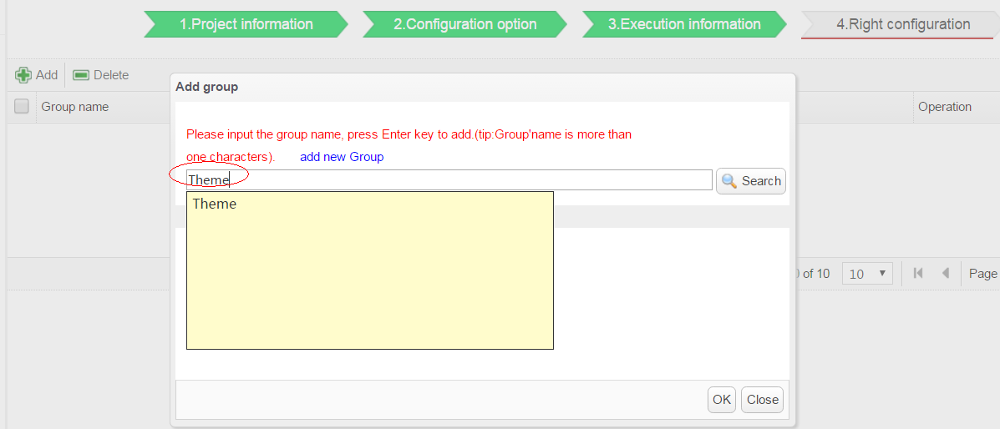 1.Project information
2.Configuration option
3.Execution information
4.Right configuration
Add
Delete
Group name
Operation
Add group
Please input the group name, press Enter key to add.(tip:Group'name is more than
one characters). add new Group
Theme
Search
Theme
of 10
10
Page
OK
Close